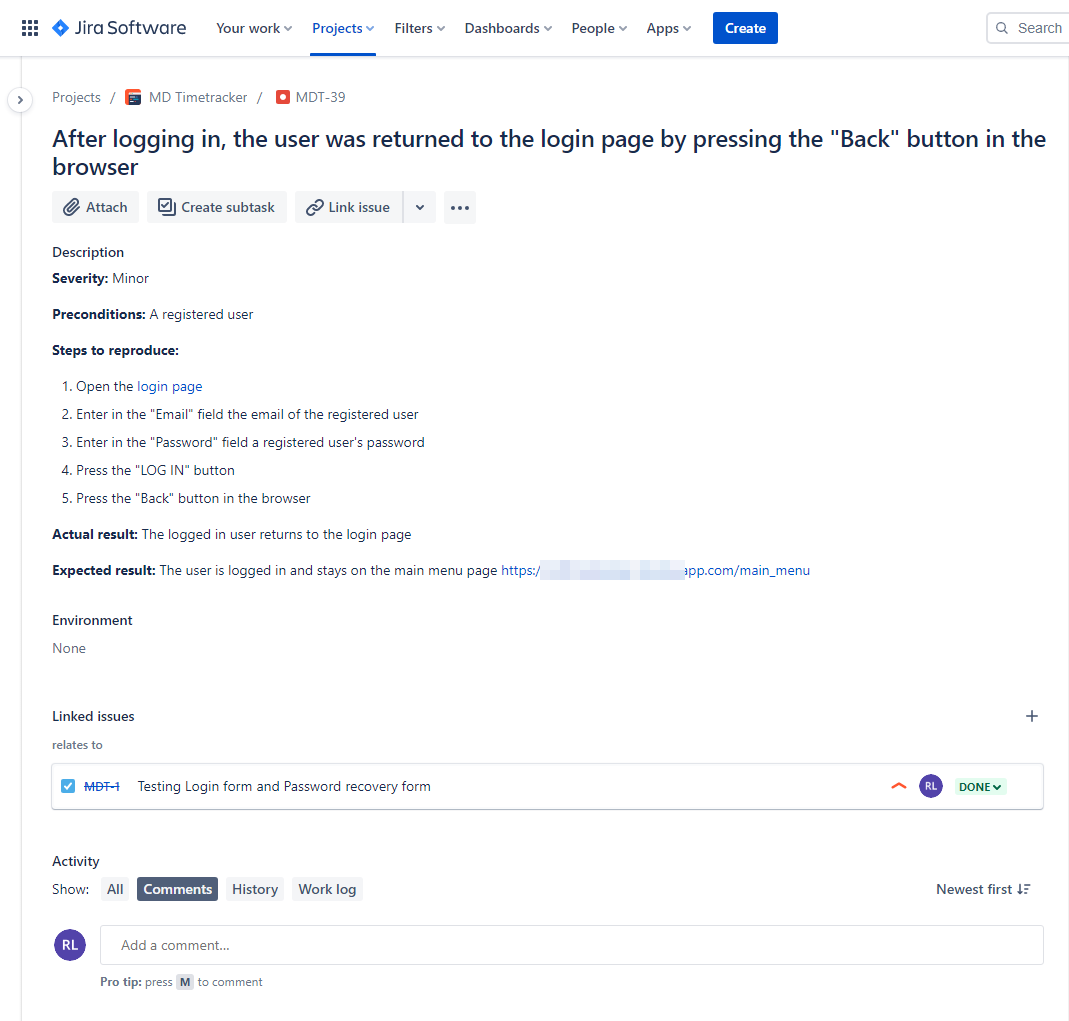 Jira Software Your work Projects Filters Dashboards People Apps Create Search
Projects / MD Timetracker / MDT-39
After logging in, the user was returned to the login page by pressing the "Back" button in the
browser
Attach Create subtask Link issue
Description
Severity: Minor
Preconditions: A registered user
Steps to reproduce:
1. Open the login page
2. Enter in the "Email" field the email of the registered user
3. Enter in the "Password" field a registered user's password
4. Press the "LOG IN" button
5. Press the "Back" button in the browser
Actual result: The logged in user returns to the login page
Expected result: The user is logged in and stays on the main menu page https:/ app.com/main_menu
Environment
None
Linked issues
relates to
MDT-1 Testing Login form and Password recovery form RL DONE
Activity
Show: All Comments History Work log Newest first
RL Add a comment...
Pro tip: press M to comment